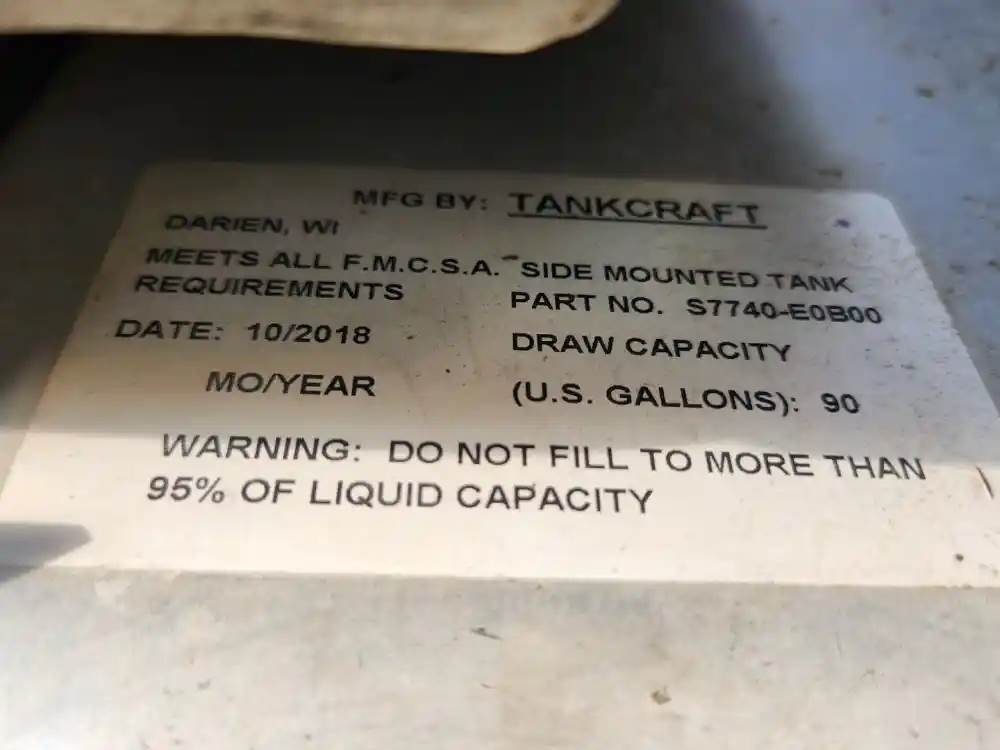 MFG BY: TANKCRAFT
DARIEN, WI
MEETS ALL F.M.C.S.A. SIDE MOUNTED TANK
REQUIREMENTS PART NO. S7740-E0B00
DATE: 10/2018 DRAW CAPACITY
MO/YEAR (U.S. GALLONS): 90
WARNING: DO NOT FILL TO MORE THAN
95% OF LIQUID CAPACITY